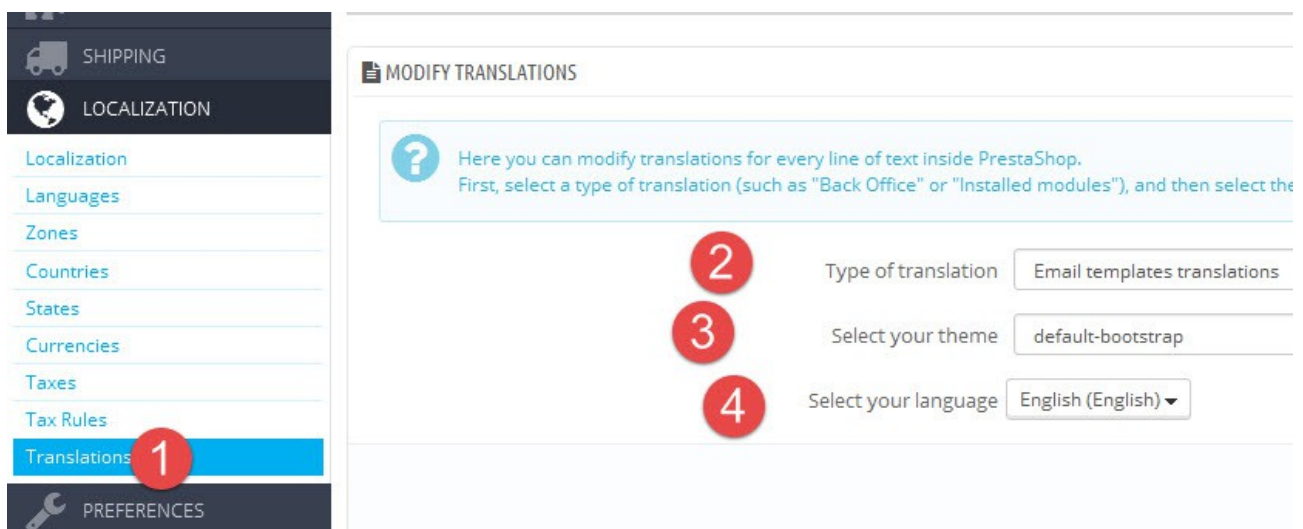 SHIPPING
LOCALIZATION
Localization
Languages
Zones
Countries
States
Currencies
Taxes
Tax Rules
Translations 1
PREFERENCES
MODIFY TRANSLATIONS
Here you can modify translations for every line of text inside PrestaShop.
First, select a type of translation (such as "Back Office" or "Installed modules"), and then select the
2 Type of translation Email templates translations
3 Select your theme default-bootstrap
4 Select your language English (English)